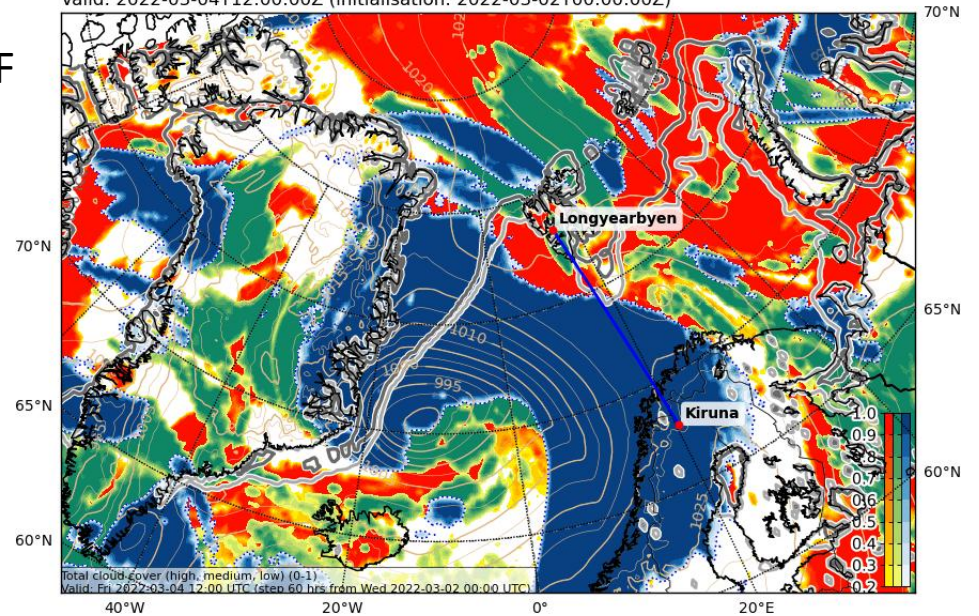 Valid: 2022-03-04T12:00:00Z (initialisation: 2022-03-02T00:00:00Z)
F
70°N
1020
1020
Longyearbyen
70°N
65°N
1010
995
Kiruna
65°N
1.0
0.9
0.8
0.7
0.6
0.5
0.4
0.3
0.2
60°N
1025
60°N
Total cloud cover (high, medium, low) (0-1)
Valid: Fri 2022-03-04 12:00 UTC (step 60 hrs from Wed 2022-03-02 00:00 UTC)
40°W
20°W
0°
20°E